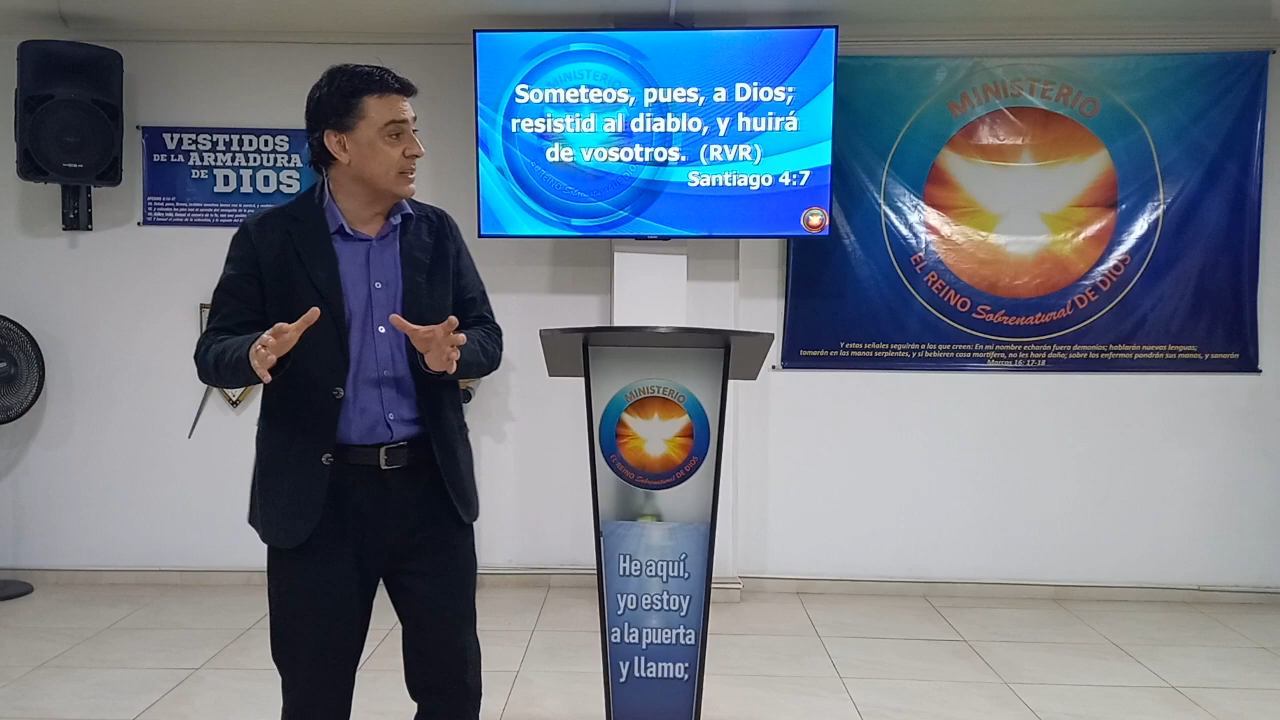 VESTIDOS
DE LA ARMADURA
DE DIOS
MINISTERIO
Someteos, pues, a Dios;
resistid al diablo, y huirá
de vosotros. (RVR)
Santiago 4:7
MINISTERIO
EL REINO Sobrenatural DE DIOS
Y estas señales seguirán a los que creen: En mi nombre echarán fuera demonios; hablarán nuevas lenguas;
tomarán en las manos serpientes, y si bebieren cosa mortífera, no les hará daño; sobre los enfermos pondrán sus manos, y sanarán
Marcos 16: 17-18
MINISTERIO
EL REINO Sobrenatural DE DIOS
He aquí,
yo estoy
a la puerta
y llamo;